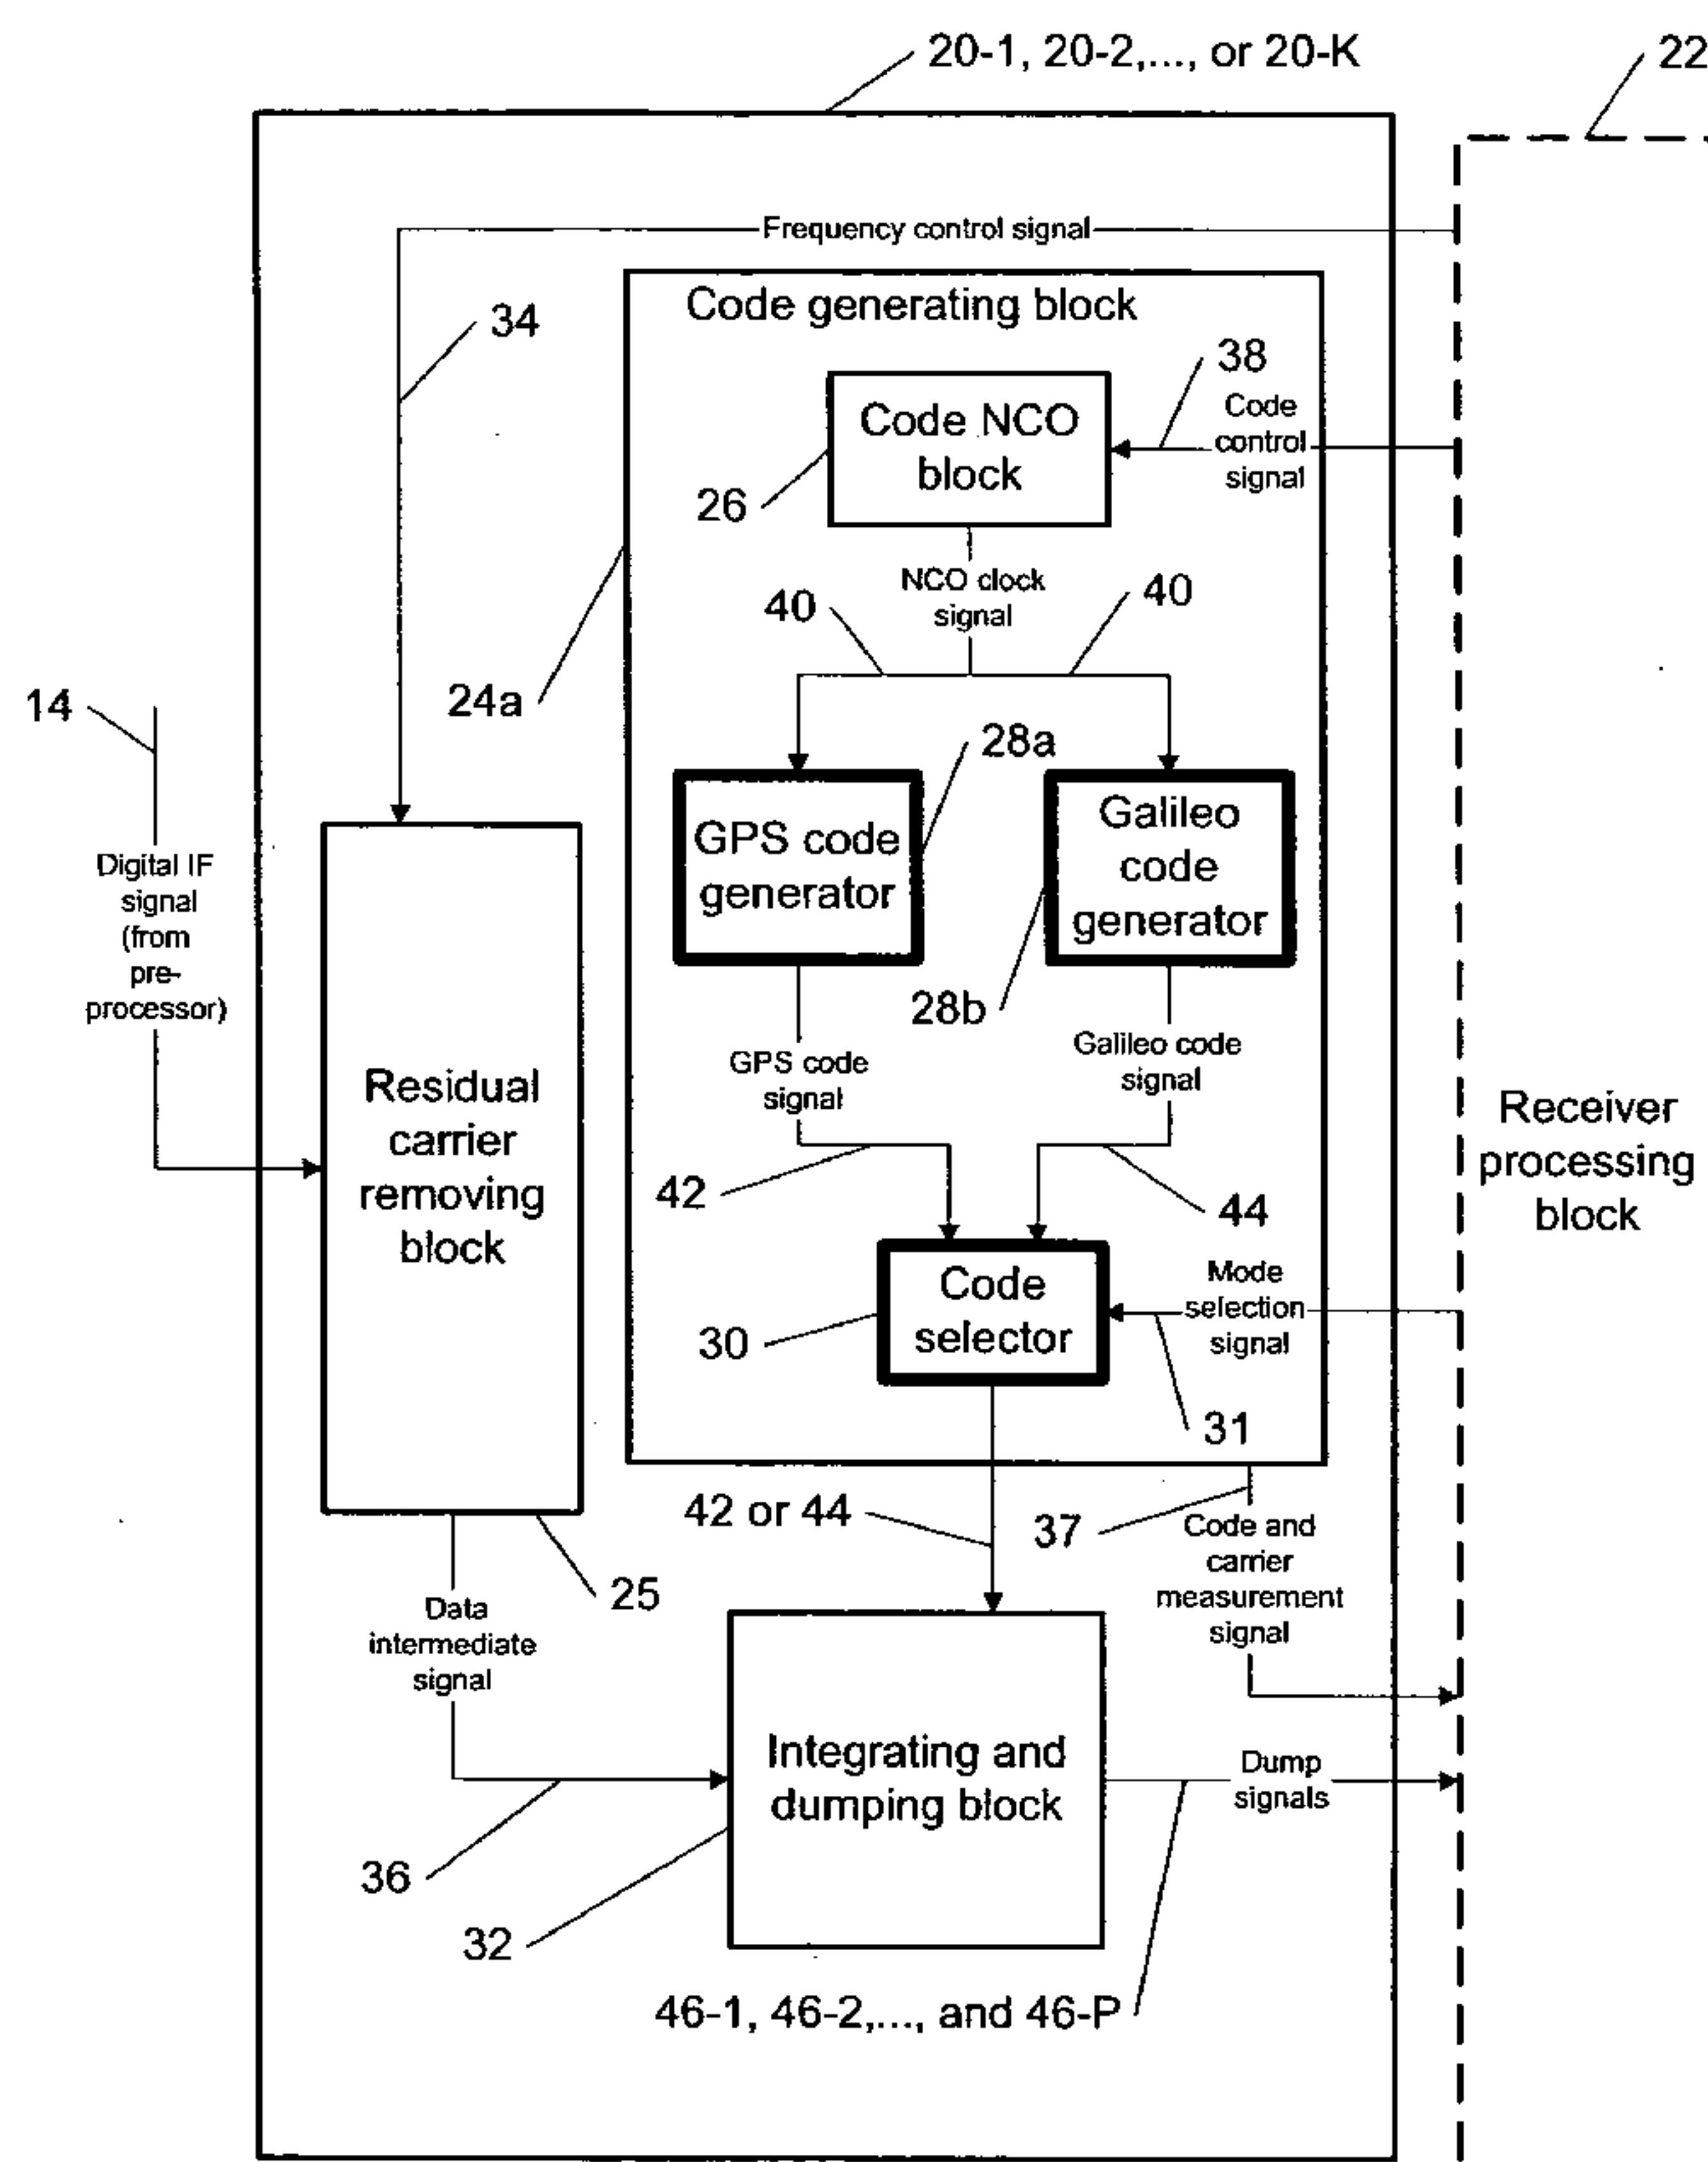 20-1, 20-2,..., or 20-K
22
Frequency control signal
Code generating block
34
38
Code NCO
block
Code
control
signal
26
NCO clock
signal
40
40
24a
14
28a
GPS code
generator
Galileo
code
generator
Digital IF
signal
(from
pre-
processor)
28b
GPS code
signal
Galileo code
signal
Residual
carrier
removing
block
Receiver
processing
block
42
44
Code
selector
Mode
selection
signal
30
31
42 or 44
37
Code and
carrier
measurement
signal
25
Data
intermediate
signal
Integrating and
dumping block
Dump
signals
36
32
46-1, 46-2,..., and 46-P